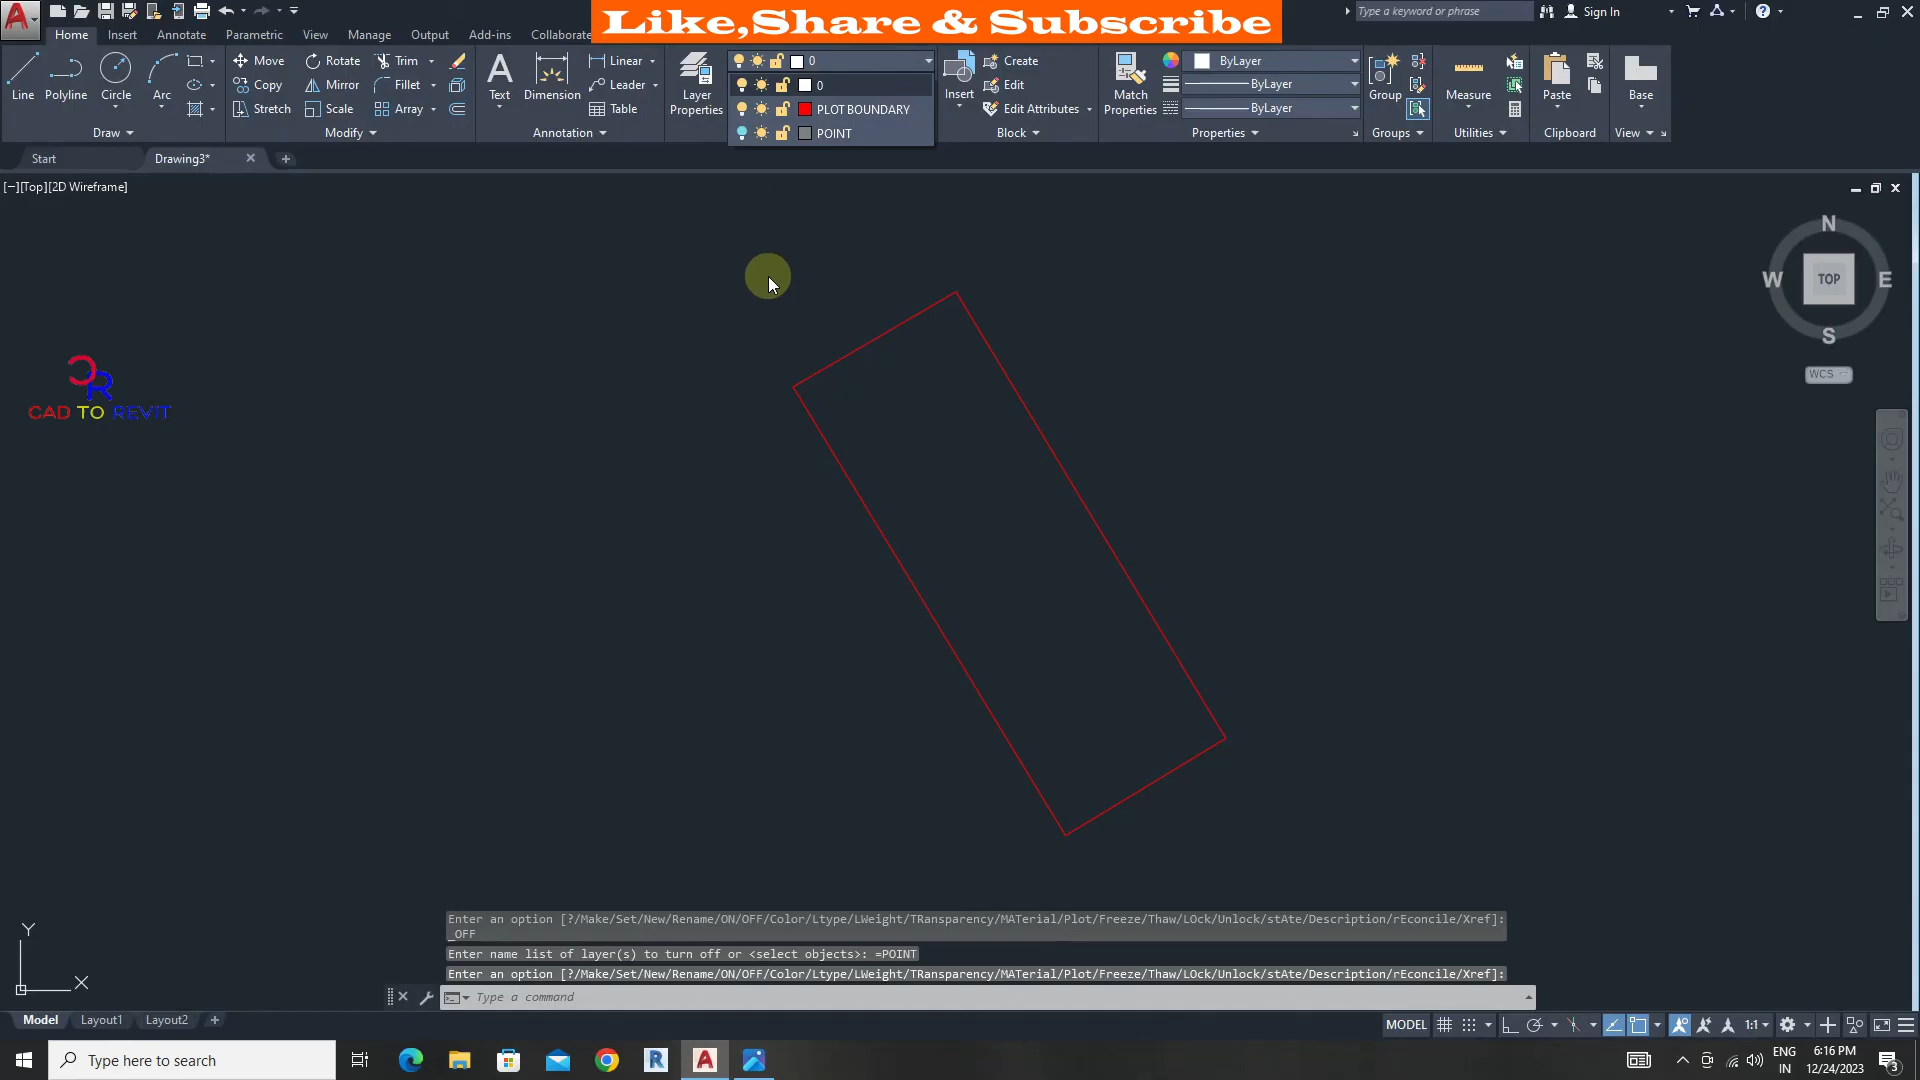 Like,Share & Subscribe
Type a keyword or phrase
Sign In
Home Insert Annotate Parametric View Manage Output Add-ins Collaborate
Line Polyline Circle Arc
Draw
Move Rotate Trim
Copy Mirror Fillet
Stretch Scale Array
Modify
Text Dimension
Linear
Leader
Table
Annotation
Layer
Properties
0
0
PLOT BOUNDARY
POINT
Insert
Create
Edit
Edit Attributes
Block
Match
Properties
ByLayer
ByLayer
ByLayer
Properties
Group
Groups
Measure
Utilities
Paste
Clipboard
Base
View
Start Drawing3*
[−][Top][2D Wireframe]
N
W TOP E
S
WCS
CR
CAD TO REVIT
Enter an option [?/Make/Set/New/Rename/ON/OFF/Color/Ltype/LWeight/TRansparency/MATerial/Plot/Freeze/Thaw/LOck/Unlock/stAte/Description/rEconcile/Xref]:
_OFF
Enter name list of layer(s) to turn off or <select objects>: =POINT
Enter an option [?/Make/Set/New/Rename/ON/OFF/Color/Ltype/LWeight/TRansparency/MATerial/Plot/Freeze/Thaw/LOck/Unlock/stAte/Description/rEconcile/Xref]:
Type a command
Y
X
Model Layout1 Layout2
MODEL 1:1
Type here to search
ENG
IN
6:16 PM
12/24/2023
3